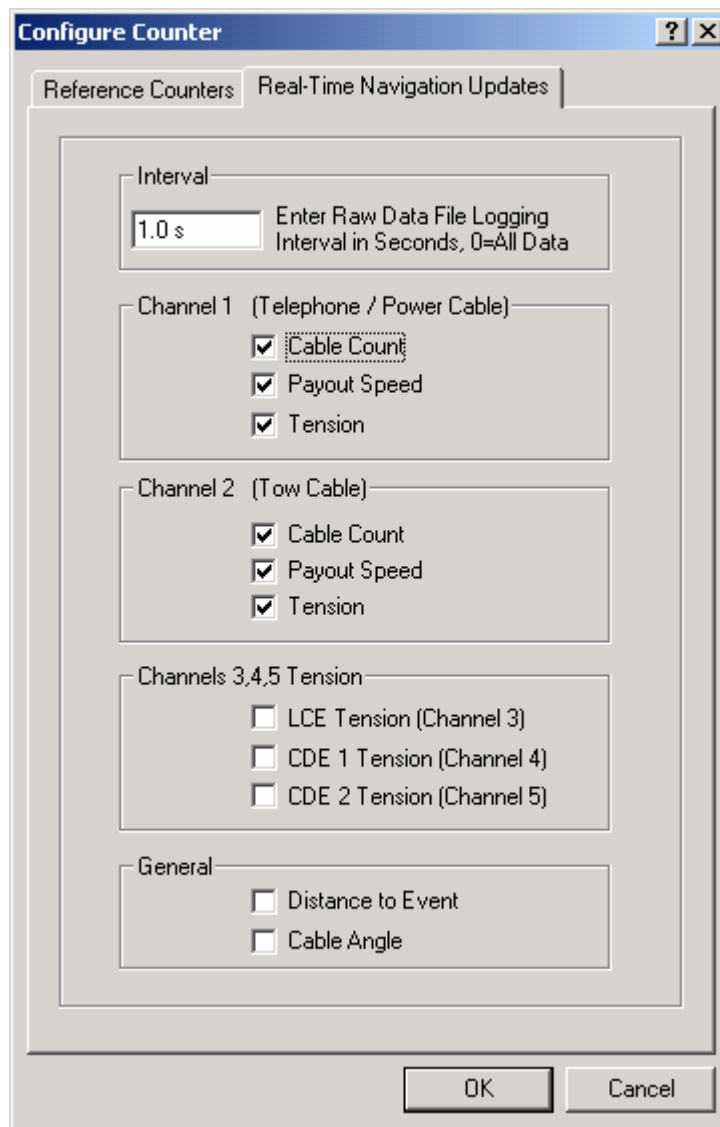 Configure Counter
Reference Counters
Real-Time Navigation Updates
Interval
1.0 s
Enter Raw Data File Logging
Interval in Seconds, 0=All Data
Channel 1 (Telephone / Power Cable)
Cable Count
Payout Speed
Tension
Channel 2 (Tow Cable)
Cable Count
Payout Speed
Tension
Channels 3,4,5 Tension
LCE Tension (Channel 3)
CDE 1 Tension (Channel 4)
CDE 2 Tension (Channel 5)
General
Distance to Event
Cable Angle
OK
Cancel